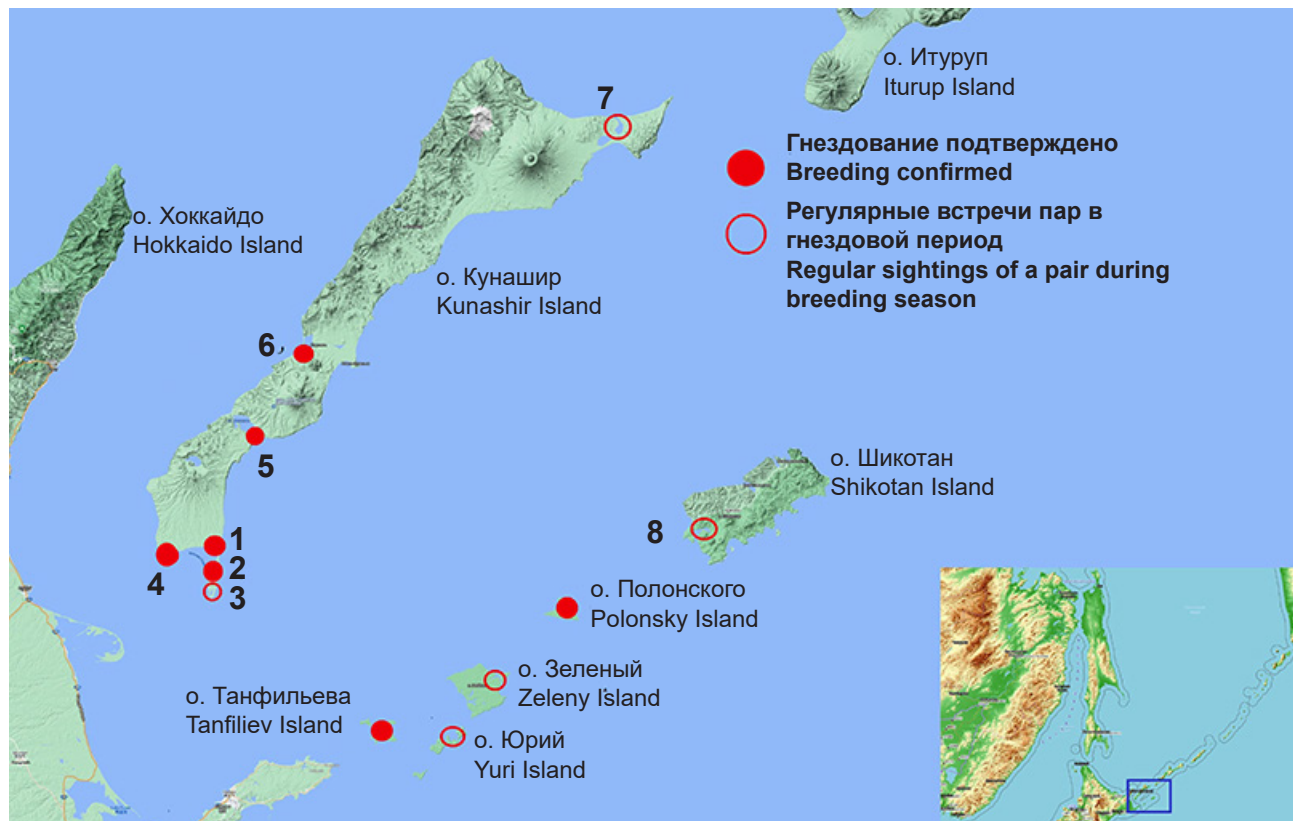 о. Итуруп
Iturup Island
7
Гнездование подтверждено
Breeding confirmed
Регулярные встречи пар в
гнездовой период
Regular sightings of a pair during
breeding season
о. Хоккайдо
Hokkaido Island
о. Кунашир
Kunashir Island
6
5
о. Шикотан
Shikotan Island
8
1
4
2
3
о. Полонского
Polonsky Island
о. Зеленый
Zeleny Island
о. Танфильева
Tanfiliev Island
о. Юрий
Yuri Island